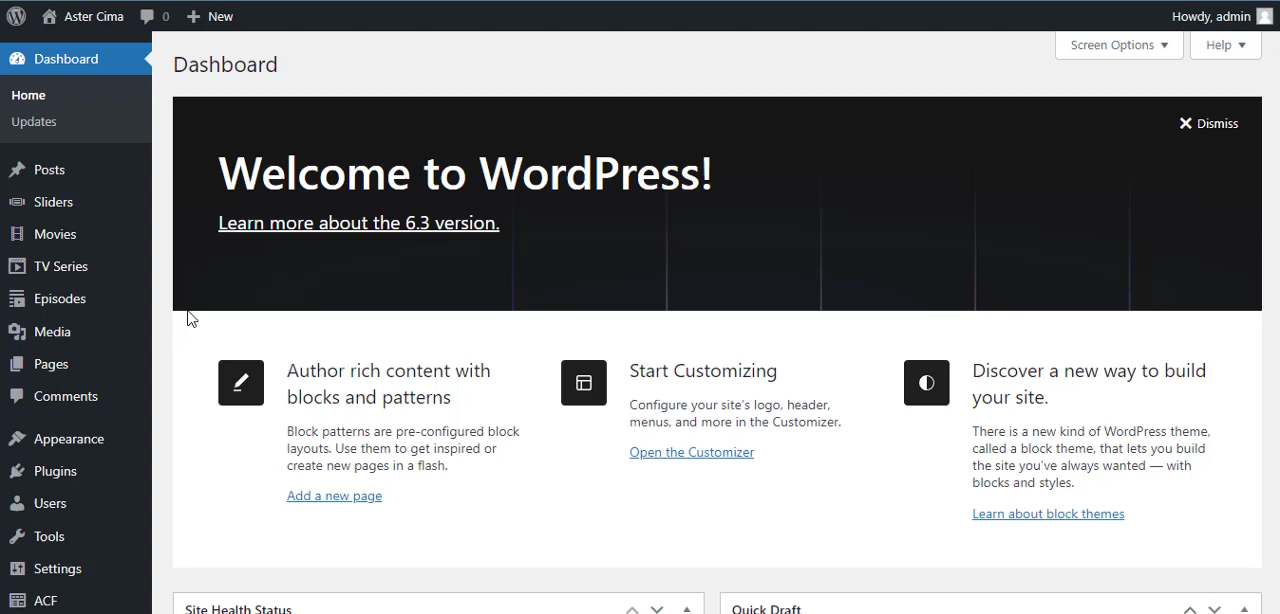 Aster Cima 0 New Howdy, admin
Dashboard
Home
Updates
Posts
Sliders
Movies
TV Series
Episodes
Media
Pages
Comments
Appearance
Plugins
Users
Tools
Settings
ACF
Screen Options ▼ Help ▼
Dashboard
Dismiss
Welcome to WordPress!
Learn more about the 6.3 version.
Author rich content with
blocks and patterns
Block patterns are pre-configured block
layouts. Use them to get inspired or
create new pages in a flash.
Add a new page
Start Customizing
Configure your site’s logo, header,
menus, and more in the Customizer.
Open the Customizer
Discover a new way to build
your site.
There is a new kind of WordPress theme,
called a block theme, that lets you build
the site you’ve always wanted — with
blocks and styles.
Learn about block themes
Site Health Status
Quick Draft